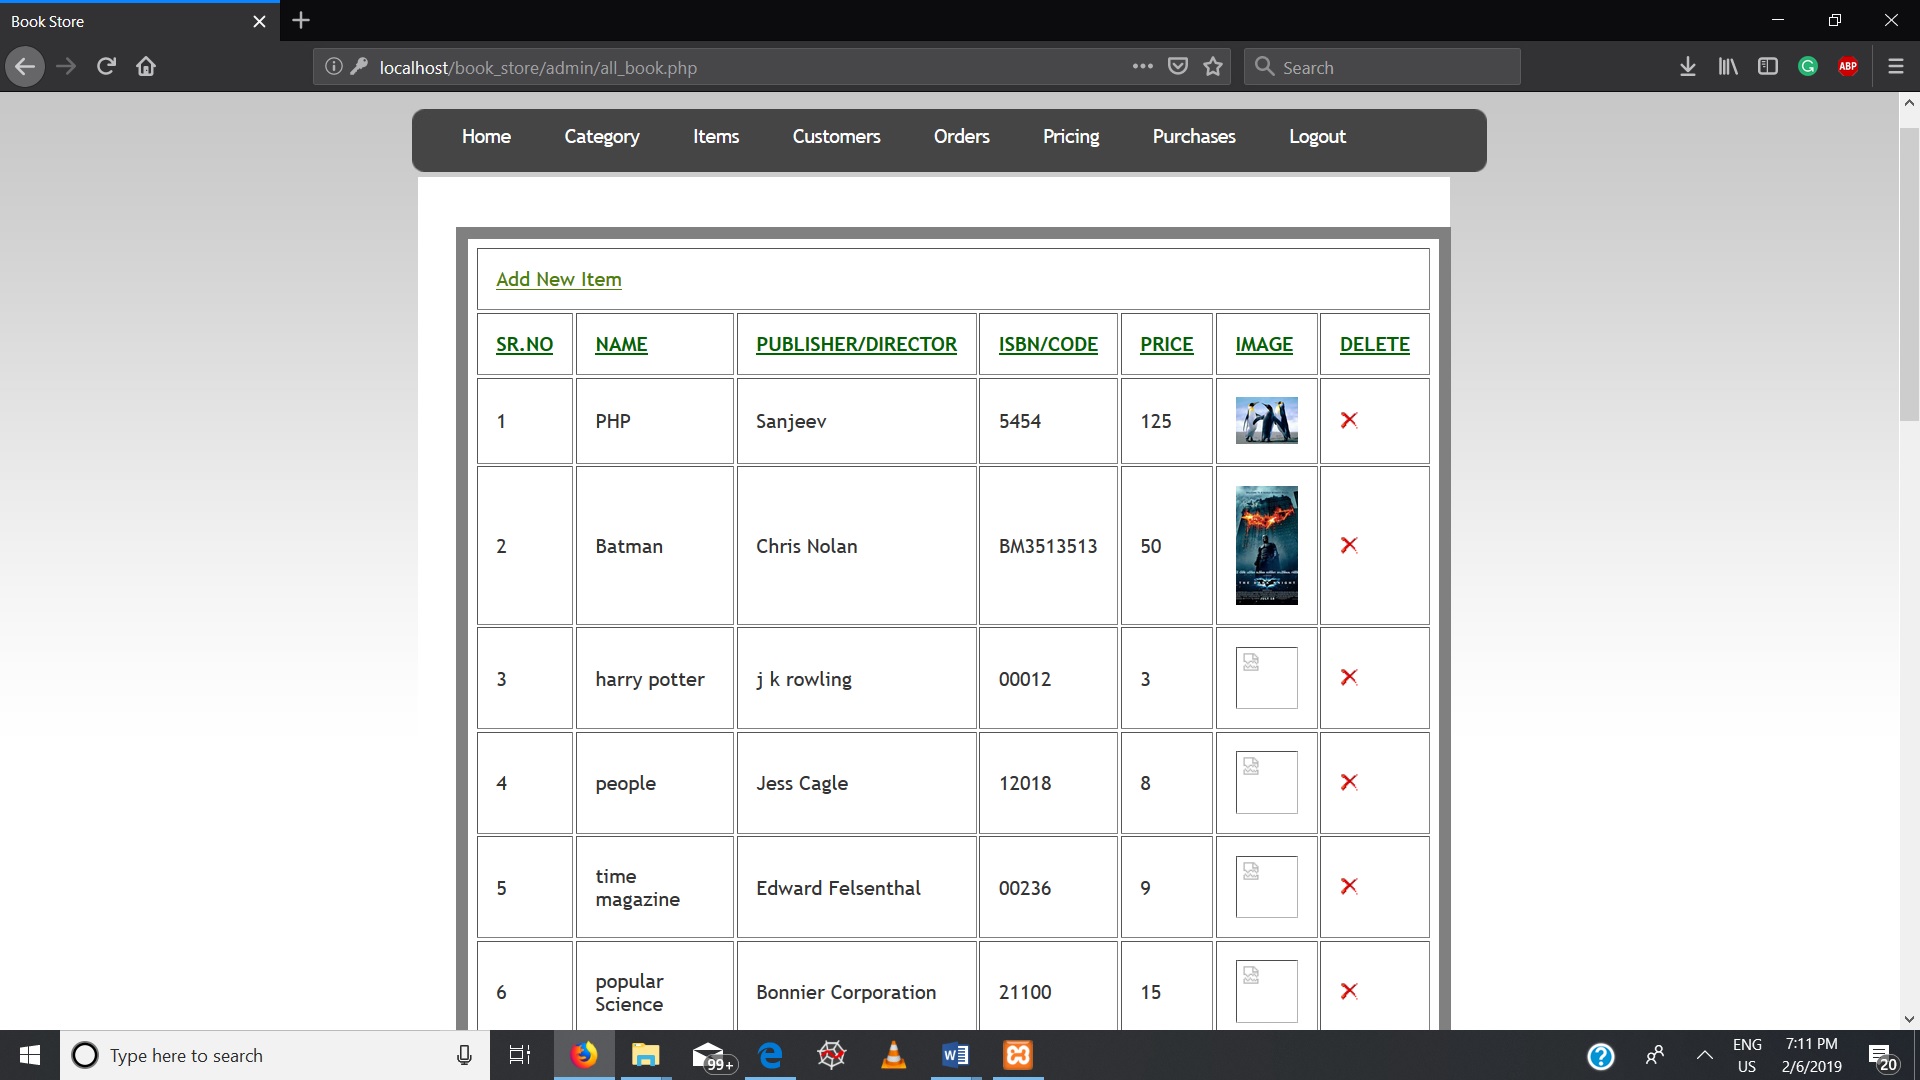 Book Store
localhost/book_store/admin/all_book.php
Search
ABP
Home Category Items Customers Orders Pricing Purchases Logout
Add New Item
SR.NO NAME PUBLISHER/DIRECTOR ISBN/CODE PRICE IMAGE DELETE
1 PHP Sanjeev 5454 125
2 Batman Chris Nolan BM3513513 50
3 harry potter j k rowling 00012 3
4 people Jess Cagle 12018 8
5 time magazine Edward Felsenthal 00236 9
6 popular Science Bonnier Corporation 21100 15
Type here to search
99+
ENG
US
7:11 PM
2/6/2019
20